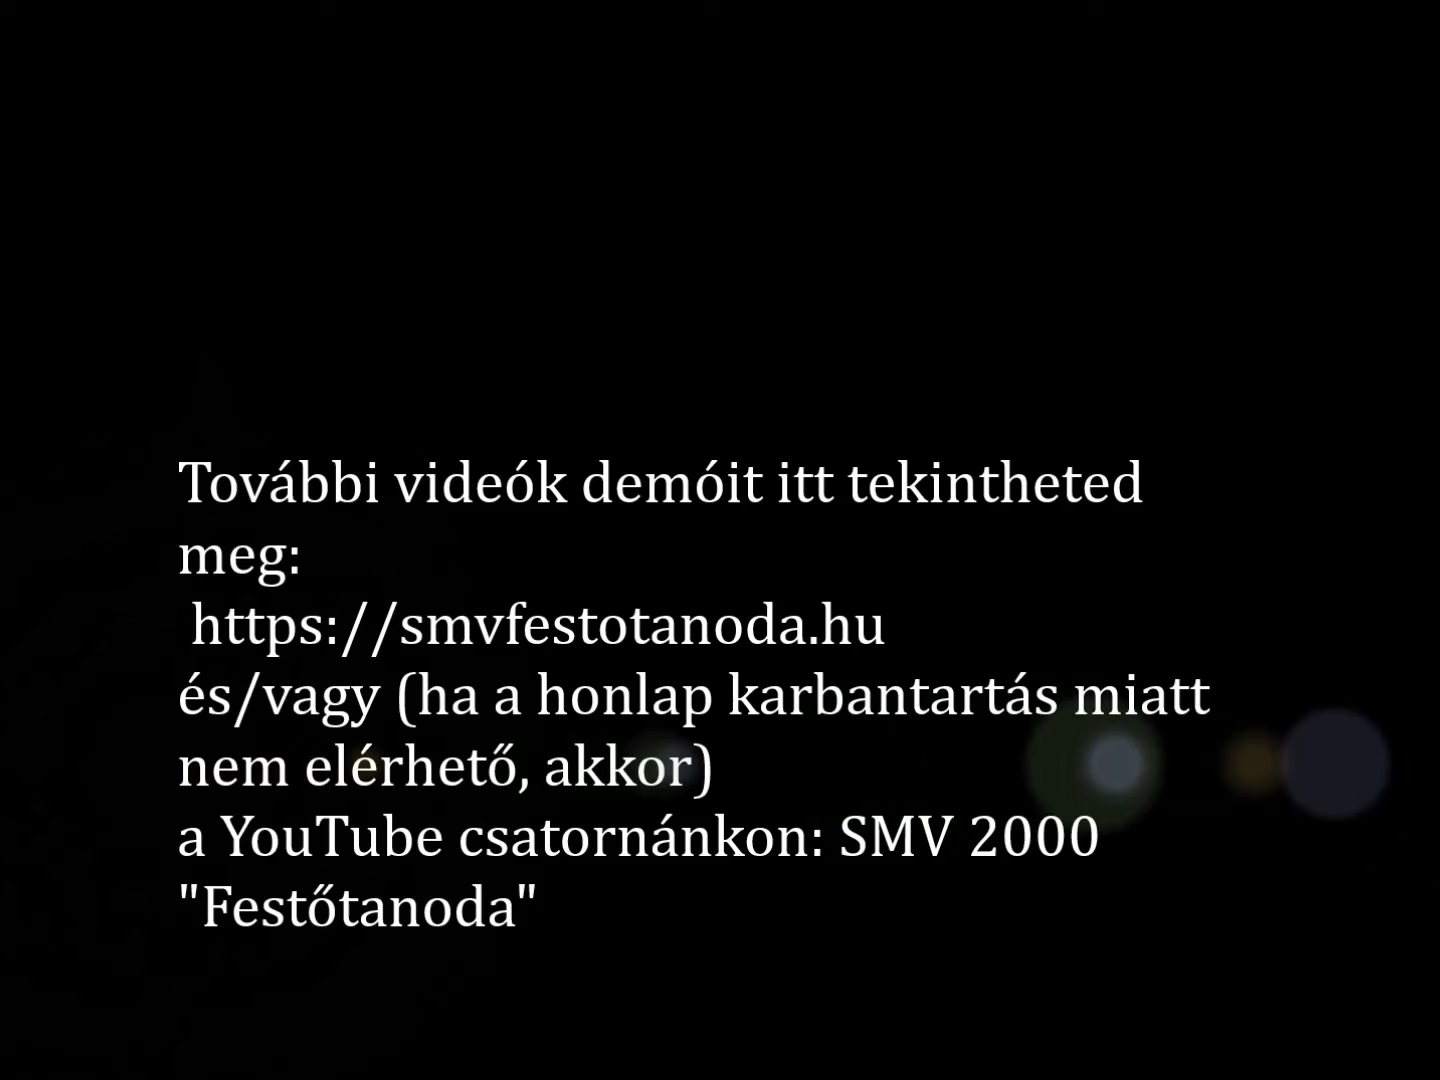 További videók demóit itt tekintheted
meg:
https://smvfestotanoda.hu
és/vagy (ha a honlap karbantartás miatt
nem elérhető, akkor)
a YouTube csatornánkon: SMV 2000
"Festőtanoda"